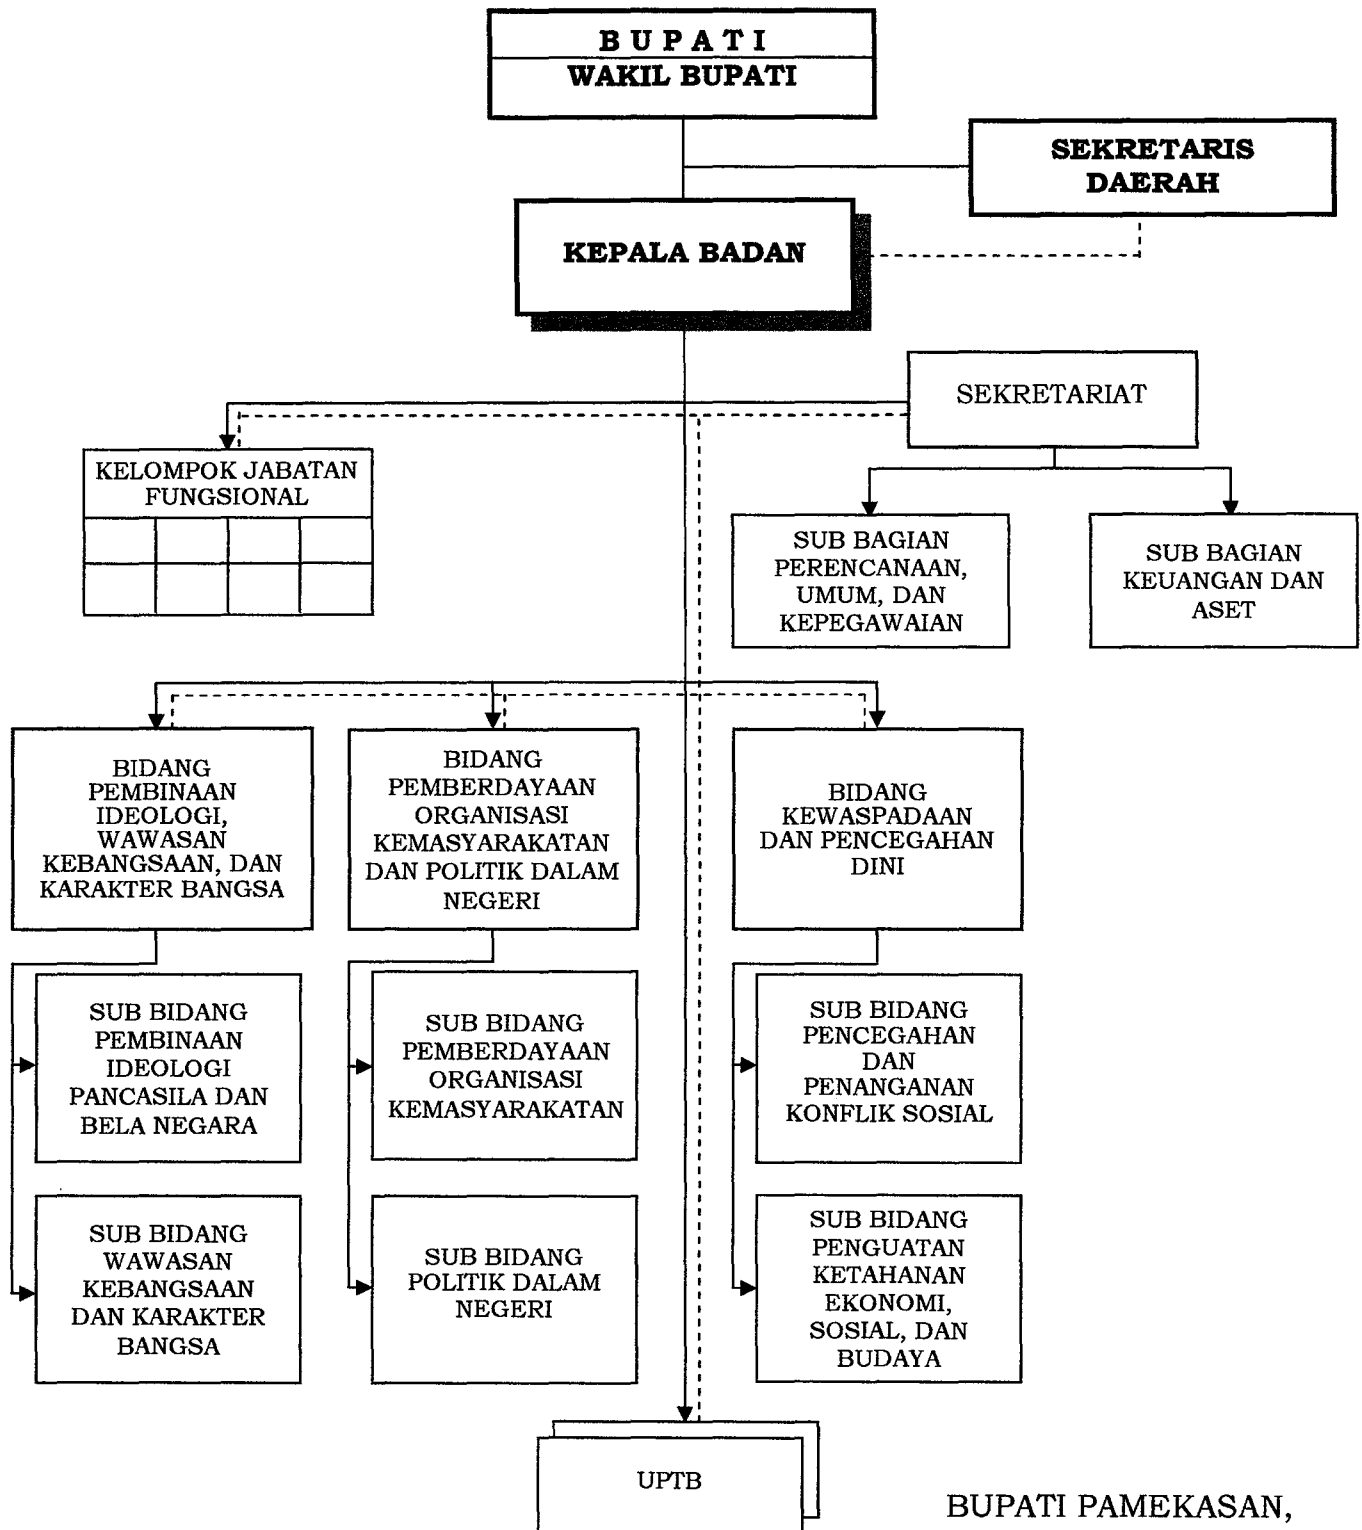 B U P A T I
WAKIL BUPATI
SEKRETARIS
DAERAH
KEPALA BADAN
SEKRETARIAT
KELOMPOK JABATAN
FUNGSIONAL
SUB BAGIAN
PERENCANAAN,
UMUM, DAN
KEPEGAWAIAN
SUB BAGIAN
KEUANGAN DAN
ASET
BIDANG
PEMBINAAN
IDEOLOGI,
WAWASAN
KEBANGSAAN, DAN
KARAKTER BANGSA
BIDANG
PEMBERDAYAAN
ORGANISASI
KEMASYARAKATAN
DAN POLITIK DALAM
NEGERI
BIDANG
KEWASPADAAN
DAN PENCEGAHAN
DINI
SUB BIDANG
PEMBINAAN
IDEOLOGI
PANCASILA DAN
BELA NEGARA
SUB BIDANG
PEMBERDAYAAN
ORGANISASI
KEMASYARAKATAN
SUB BIDANG
PENCEGAHAN
DAN
PENANGANAN
KONFLIK SOSIAL
SUB BIDANG
WAWASAN
KEBANGSAAN
DAN KARAKTER
BANGSA
SUB BIDANG
POLITIK DALAM
NEGERI
SUB BIDANG
PENGUATAN
KETAHANAN
EKONOMI,
SOSIAL, DAN
BUDAYA
UPTB
BUPATI PAMEKASAN,